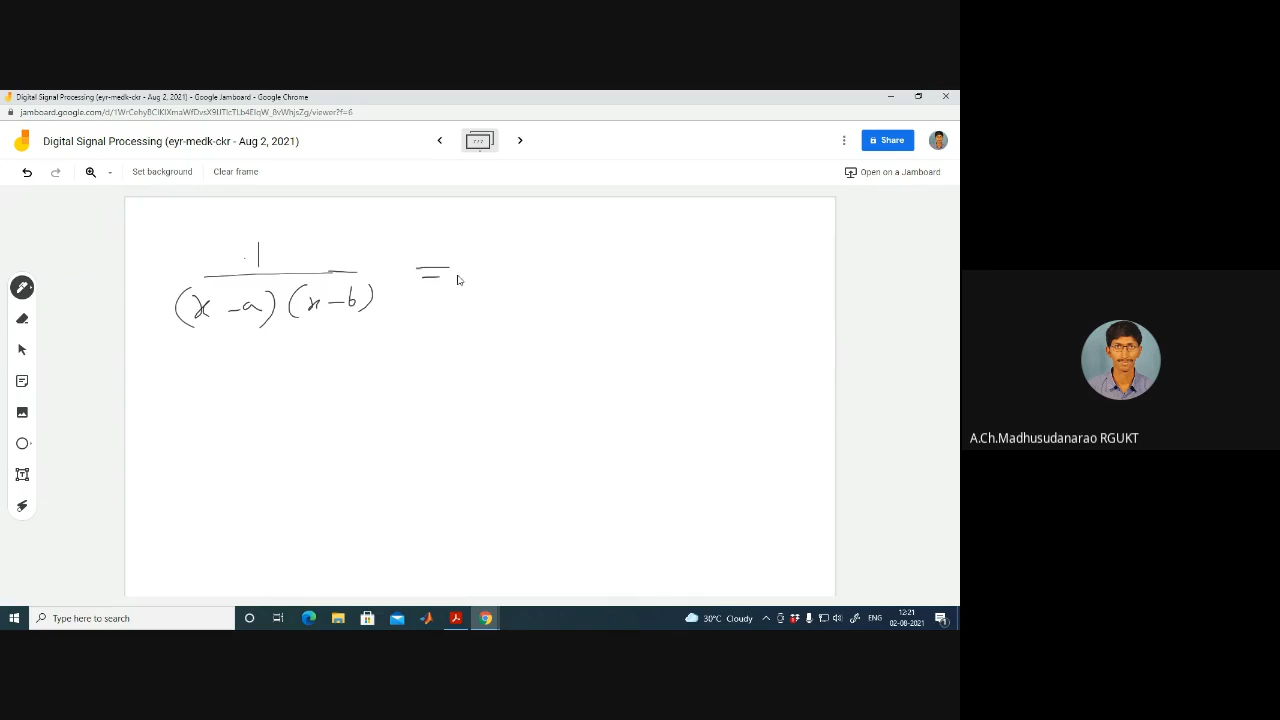 Digital Signal Processing (eyr-medk-ckr - Aug 2, 2021) - Google Jamboard - Google Chrome
Digital Signal Processing (eyr-medk-ckr - Aug 2, 2021)
Share
Set background
Clear frame
Open on a Jamboard
1
(x - a) (x - b)
=
A.Ch.Madhusudanarao RGUKT
Type here to search
30°C Cloudy
ENG
12:21
02-08-2021